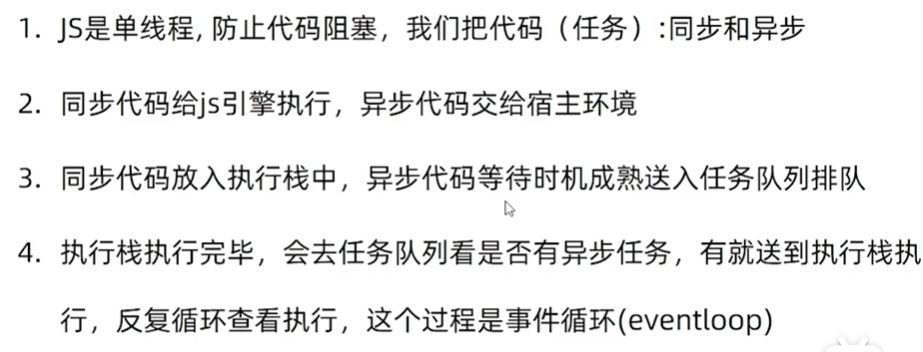 1. JS是单线程, 防止代码阻塞，我们把代码（任务）:同步和异步
2. 同步代码给js引擎执行，异步代码交给宿主环境
3. 同步代码放入执行栈中，异步代码等待时机成熟送入任务队列排队
4. 执行栈执行完毕，会去任务队列看是否有异步任务，有就送到执行栈执
行，反复循环查看执行，这个过程是事件循环(eventloop)